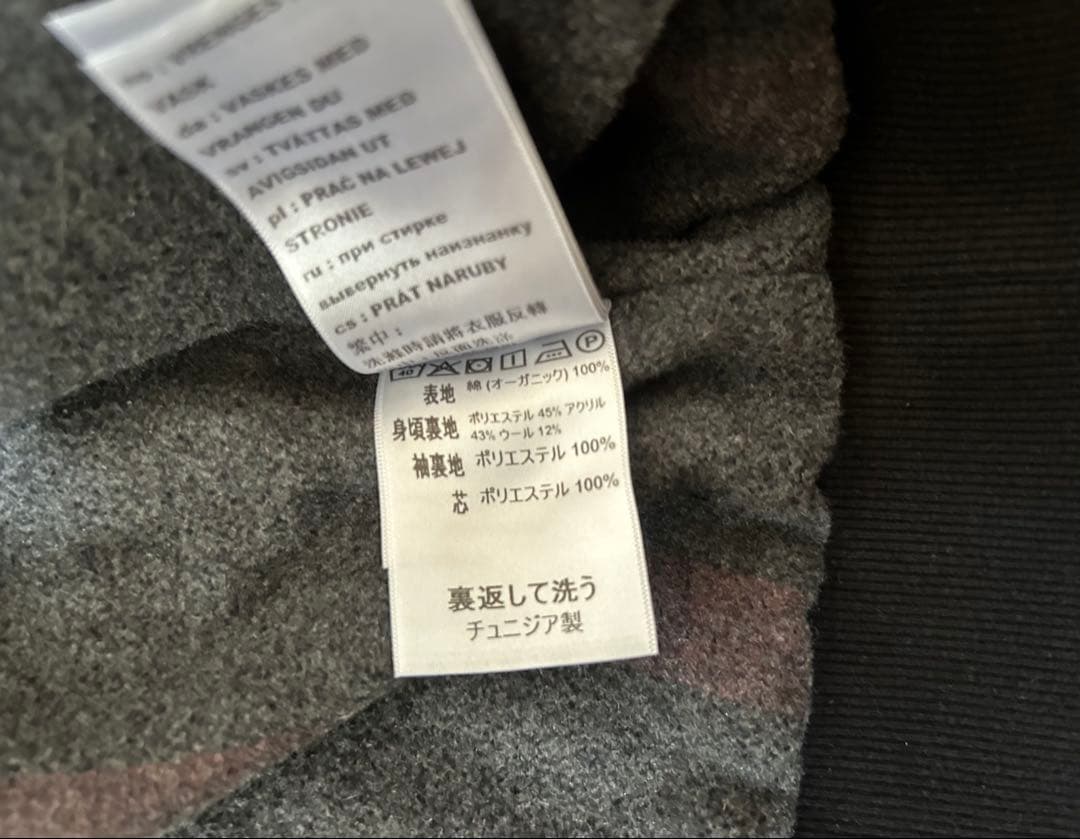 VASK
da : VASKES MED
VRANGEN DU
sv : TVÄTTAS MED
AVIGSIDAN UT
pl : PRAĆ NA LEWEJ
STRONIE
ru : при стирке
вывернуть наизнанку
cs : PRÁT NARUBY
繁中 :
洗滌時請將衣服反轉
40 P
表地 綿 (オーガニック) 100%
身頃裏地 ポリエステル 45% アクリル
43% ウール 12%
袖裏地 ポリエステル 100%
芯 ポリエステル 100%
裏返して洗う
チュニジア製